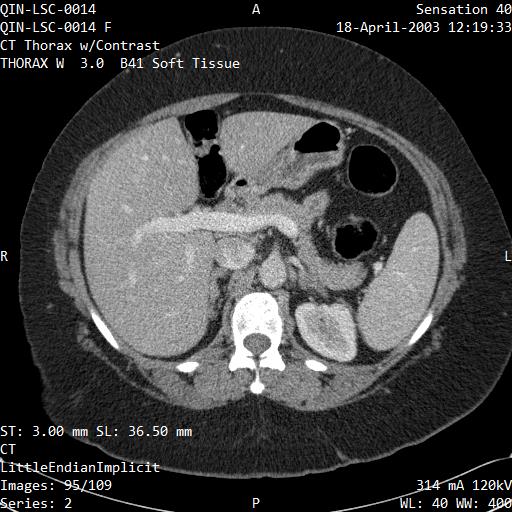 QIN-LSC-0014
A
Sensation 40
QIN-LSC-0014 F
18-April-2003 12:19:33
CT Thorax w/Contrast
THORAX W  3.0  B41 Soft Tissue
R
L
ST: 3.00 mm SL: 36.50 mm
CT
LittleEndianImplicit
Images: 95/109
314 mA 120kV
Series: 2
P
WL: 40 WW: 400